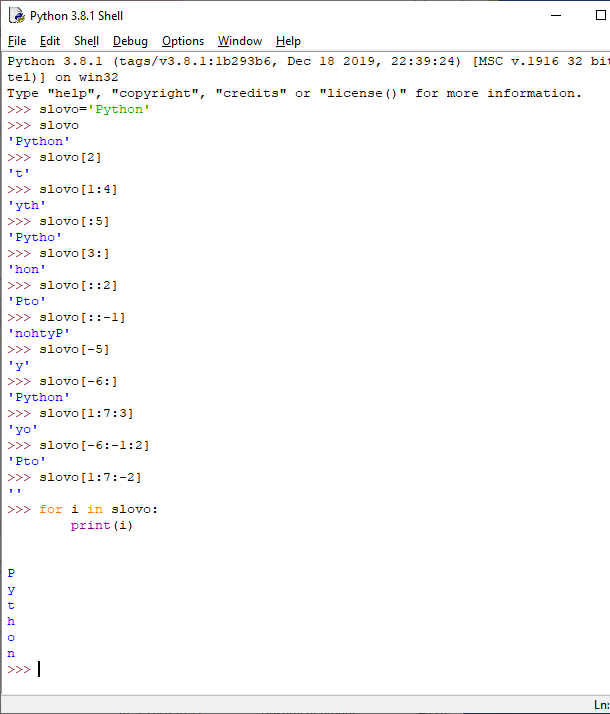 Python 3.8.1 Shell
File Edit Shell Debug Options Window Help
Python 3.8.1 (tags/v3.8.1:1b293b6, Dec 18 2019, 22:39:24) [MSC v.1916 32 bit
tel)] on win32
Type "help", "copyright", "credits" or "license()" for more information.
>>> slovo='Python'
>>> slovo
'Python'
>>> slovo[2]
't'
>>> slovo[1:4]
'yth'
>>> slovo[:5]
'Pytho'
>>> slovo[3:]
'hon'
>>> slovo[::2]
'Pto'
>>> slovo[::-1]
'nohtyP'
>>> slovo[-5]
'y'
>>> slovo[-6:]
'Python'
>>> slovo[1:7:3]
'yo'
>>> slovo[-6:-1:2]
'Pto'
>>> slovo[1:7:-2]
''
>>> for i in slovo:
        print(i)
P
y
t
h
o
n
>>>
Ln: